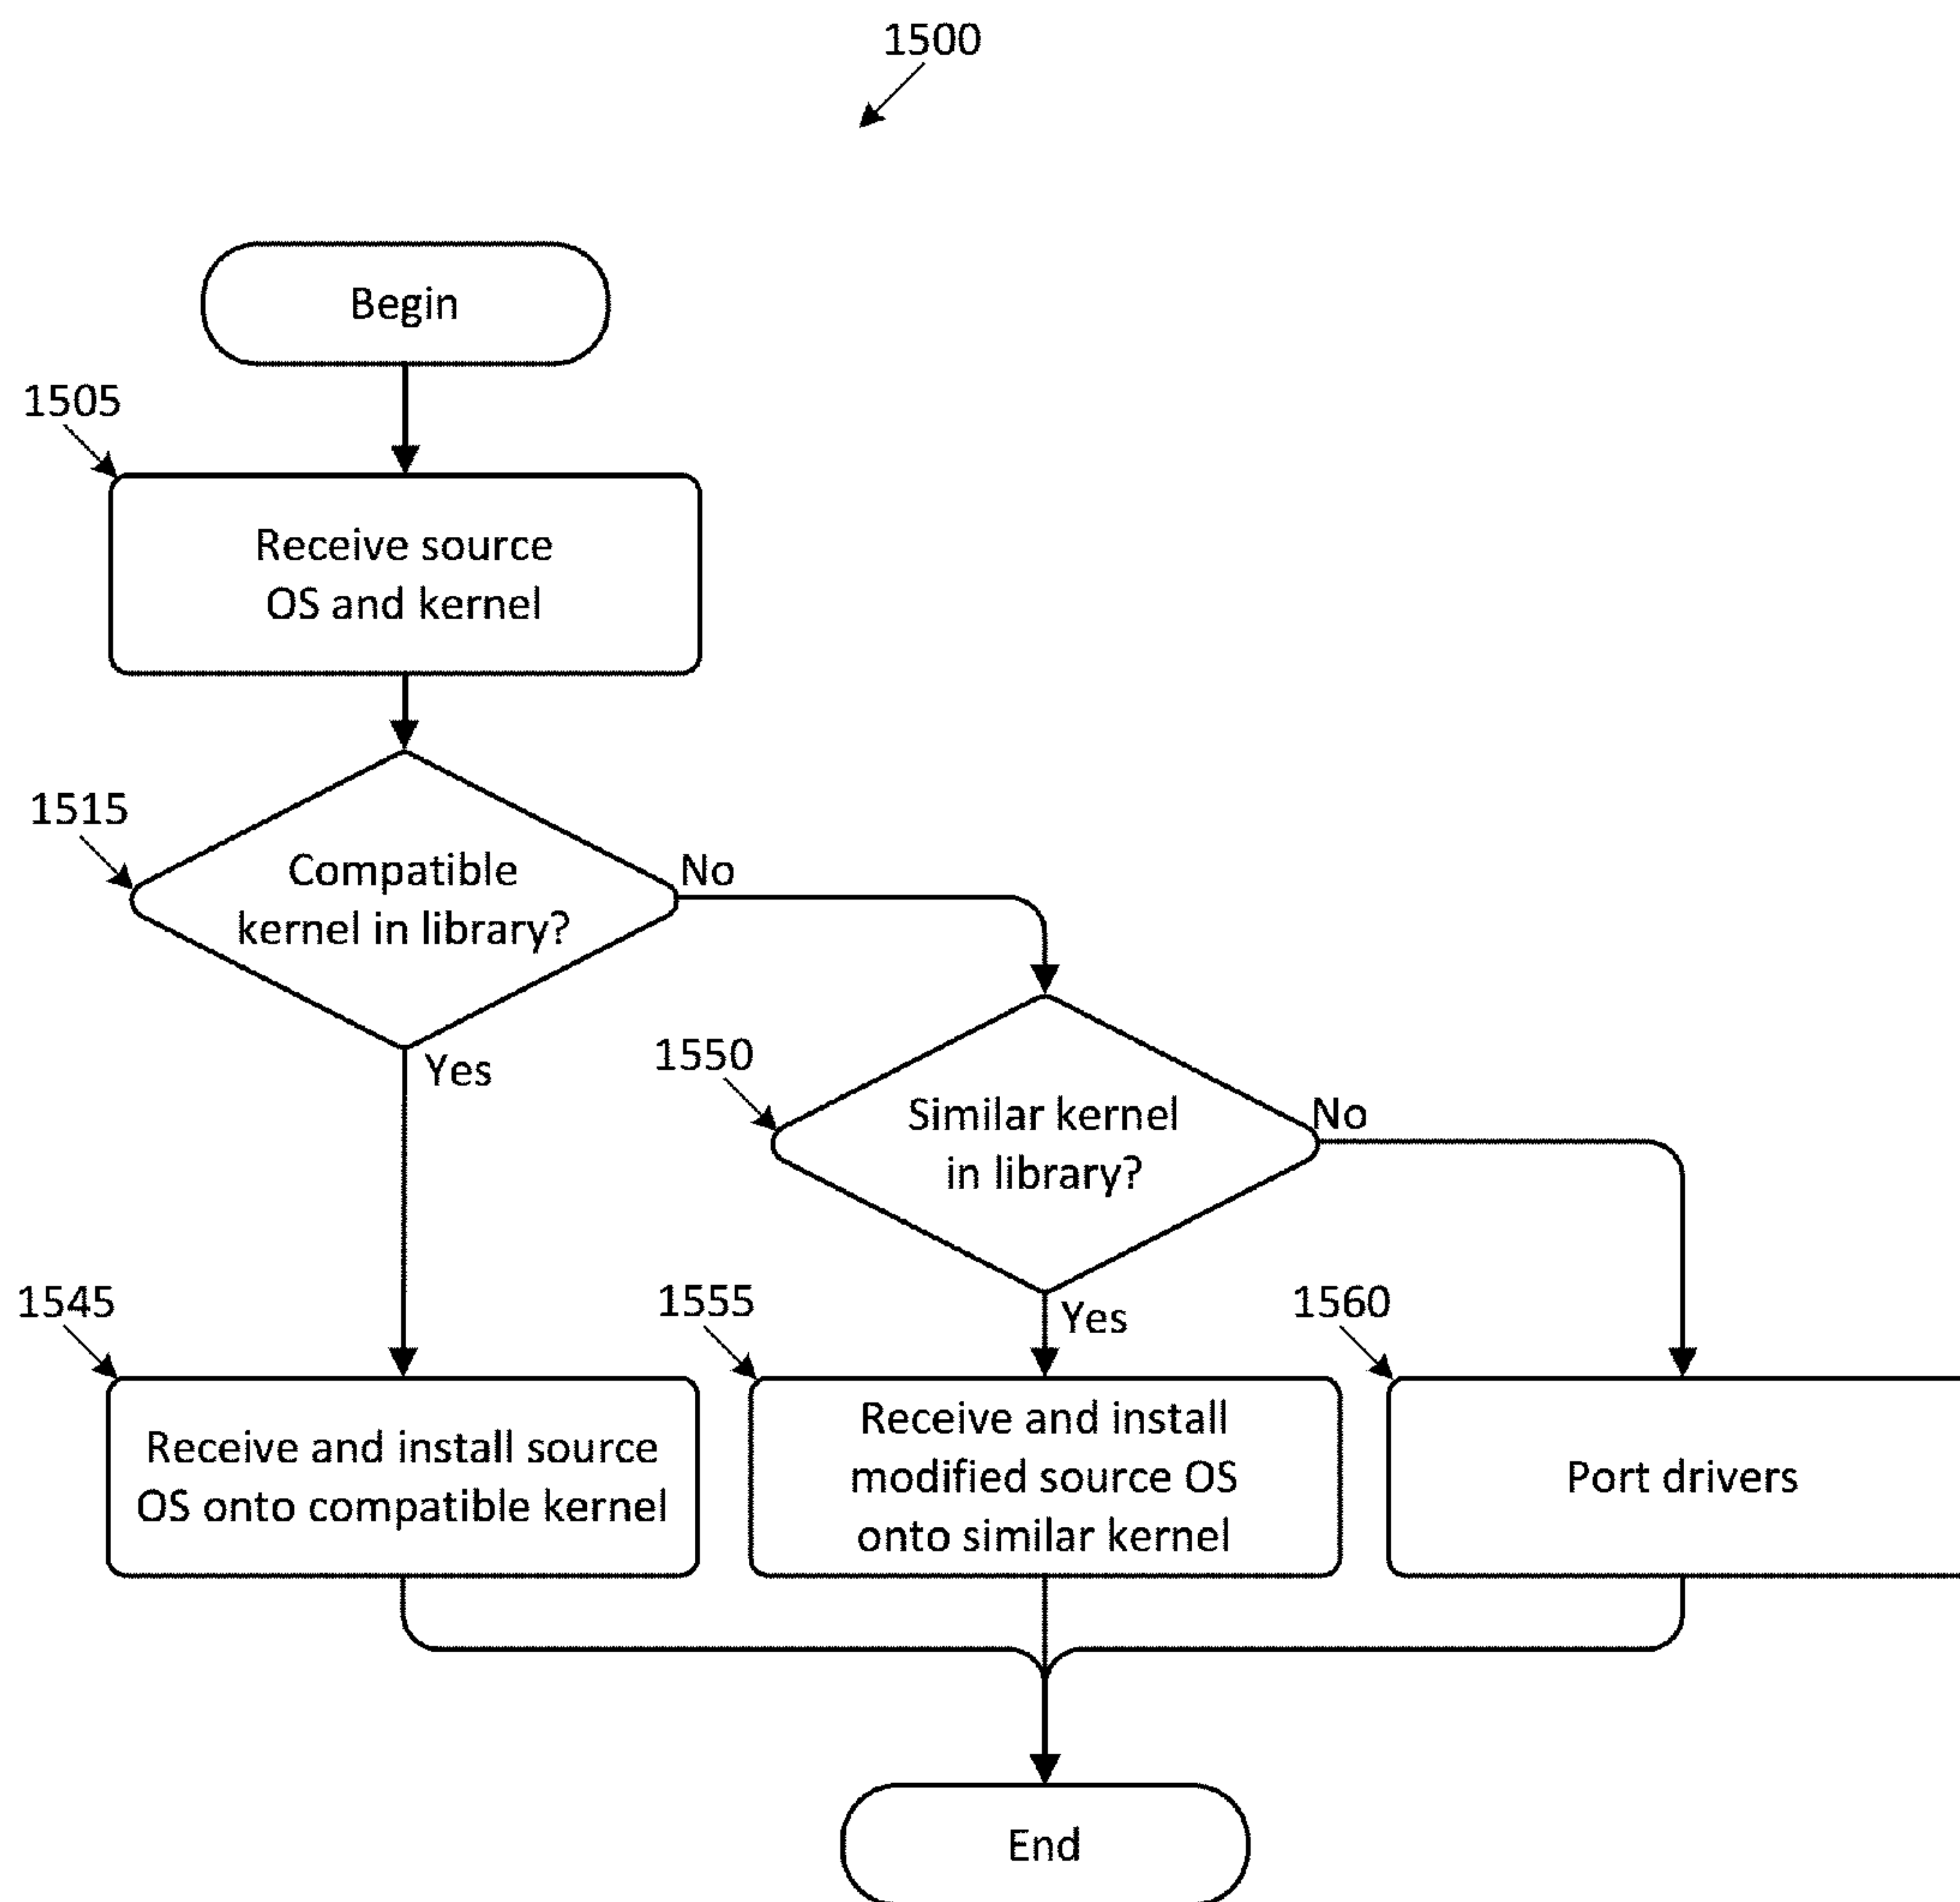 1500
Begin
1505
Receive source
OS and kernel
1515
Compatible
kernel in library?
No
Yes
1550
Similar kernel
in library?
No
Yes
1545
Receive and install source
OS onto compatible kernel
1555
Receive and install
modified source OS
onto similar kernel
1560
Port drivers
End